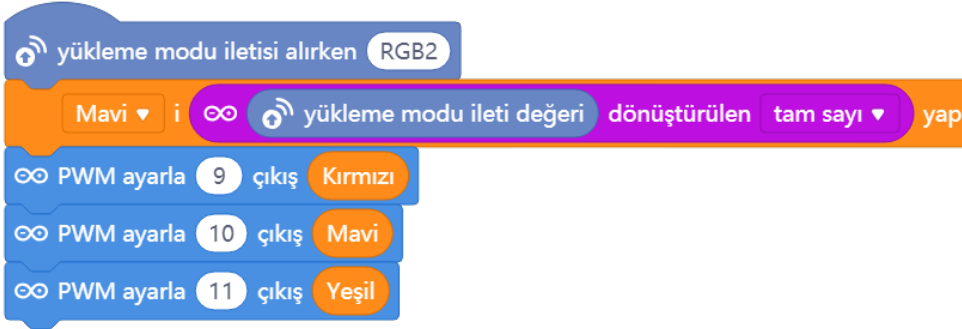 yükleme modu iletisi alırken RGB2
Mavi i yükleme modu ileti değeri dönüştürülen tam sayı yap
PWM ayarla 9 çıkış Kırmızı
PWM ayarla 10 çıkış Mavi
PWM ayarla 11 çıkış Yeşil